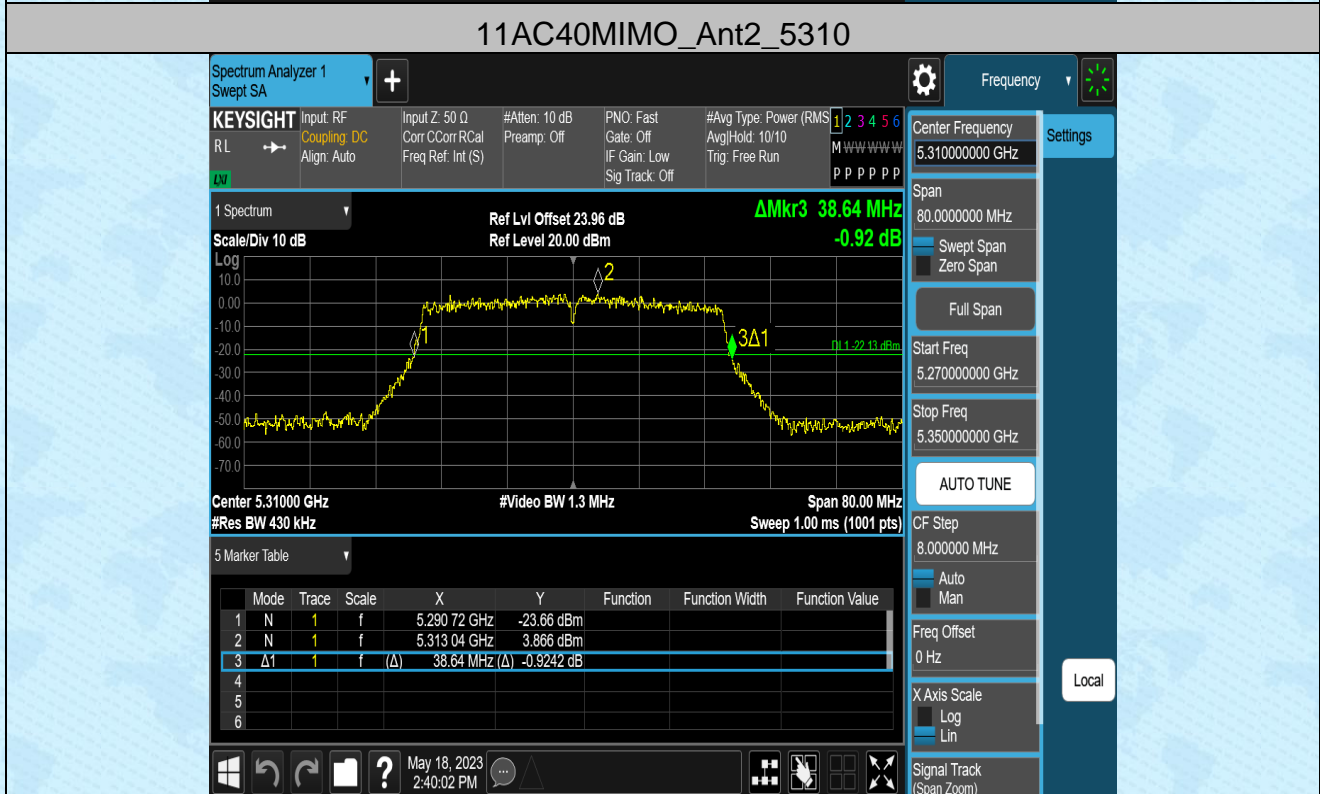 11AC40MIMO_Ant2_5310
Spectrum Analyzer 1
Swept SA
Frequency
KEYSIGHT
RL
LXI
Input: RF
Coupling: DC
Align: Auto
Input Z: 50 Ω
Corr CCorr RCal
Freq Ref: Int (S)
#Atten: 10 dB
Preamp: Off
PNO: Fast
Gate: Off
IF Gain: Low
Sig Track: Off
#Avg Type: Power (RMS
Avg|Hold: 10/10
Trig: Free Run
1 2 3 4 5 6
M W W W W W
P P P P P P
Center Frequency
5.310000000 GHz
Settings
Span
80.0000000 MHz
Swept Span
Zero Span
Full Span
Start Freq
5.270000000 GHz
Stop Freq
5.350000000 GHz
AUTO TUNE
CF Step
8.000000 MHz
Auto
Man
Freq Offset
0 Hz
X Axis Scale
Log
Lin
Signal Track
(Span Zoom)
Local
1 Spectrum
Scale/Div 10 dB
Ref Lvl Offset 23.96 dB
Ref Level 20.00 dBm
ΔMkr3 38.64 MHz
-0.92 dB
Log
10.0
0.00
-10.0
-20.0
-30.0
-40.0
-50.0
-60.0
-70.0
1
2
3Δ1
DL1 -22.13 dBm
Center 5.31000 GHz
#Video BW 1.3 MHz
Span 80.00 MHz
#Res BW 430 kHz
Sweep 1.00 ms (1001 pts)
5 Marker Table
Mode Trace Scale X Y Function Function Width Function Value
1 N 1 f 5.290 72 GHz -23.66 dBm
2 N 1 f 5.313 04 GHz 3.866 dBm
3 Δ1 1 f (Δ) 38.64 MHz (Δ) -0.9242 dB
4
5
6
?
May 18, 2023
2:40:02 PM